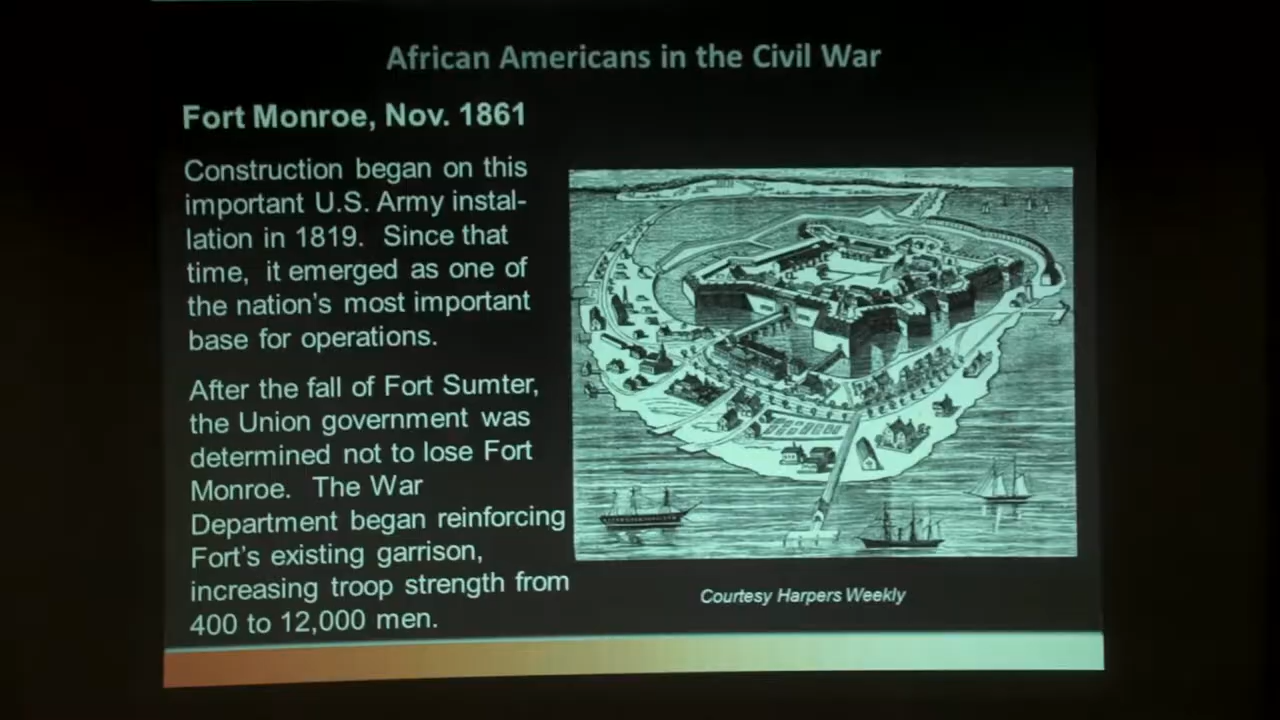 African Americans in the Civil War
Fort Monroe, Nov. 1861
Construction began on this
important U.S. Army instal-
lation in 1819. Since that
time, it emerged as one of
the nation's most important
base for operations.
After the fall of Fort Sumter,
the Union government was
determined not to lose Fort
Monroe. The War
Department began reinforcing
Fort's existing garrison,
increasing troop strength from
400 to 12,000 men.
Courtesy Harpers Weekly